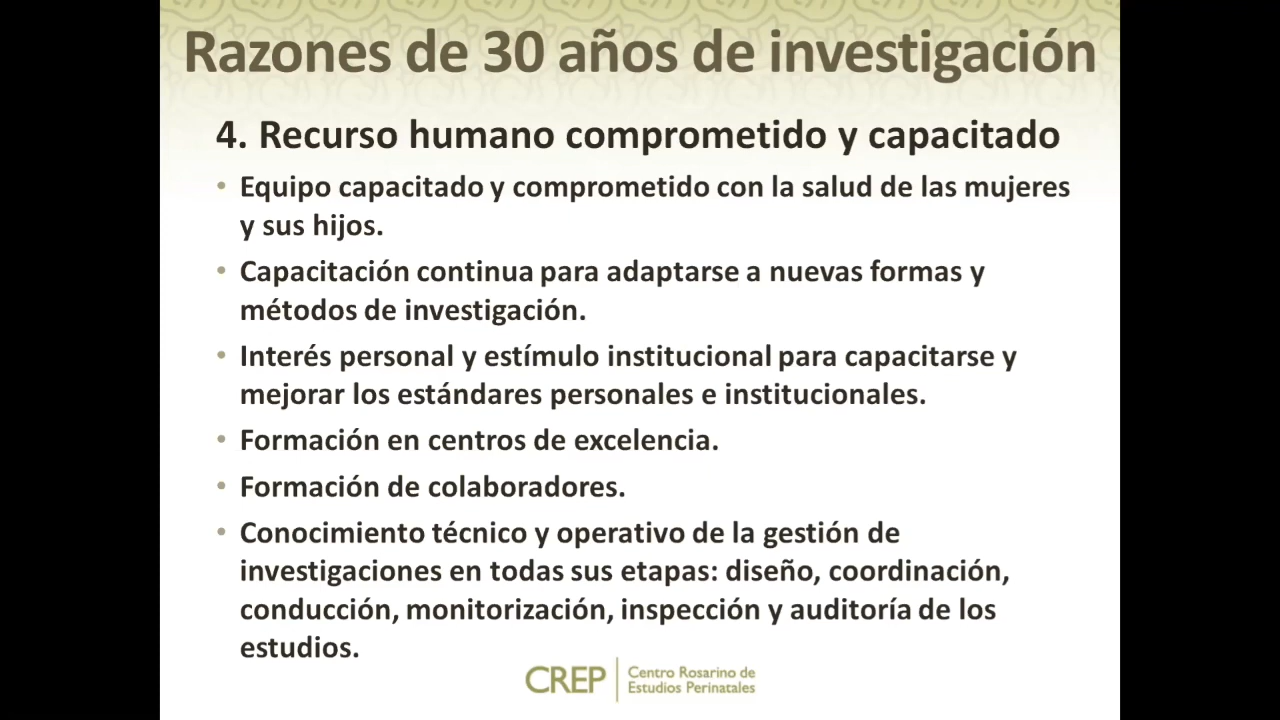 Razones de 30 años de investigación
4. Recurso humano comprometido y capacitado
• Equipo capacitado y comprometido con la salud de las mujeres
y sus hijos.
• Capacitación continua para adaptarse a nuevas formas y
métodos de investigación.
• Interés personal y estímulo institucional para capacitarse y
mejorar los estándares personales e institucionales.
• Formación en centros de excelencia.
• Formación de colaboradores.
• Conocimiento técnico y operativo de la gestión de
investigaciones en todas sus etapas: diseño, coordinación,
conducción, monitorización, inspección y auditoría de los
estudios.
CREP
Centro Rosarino de
Estudios Perinatales